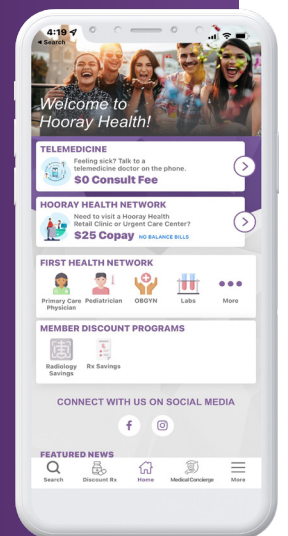 4:19
Search
Welcome to
Hooray Health!
TELEMEDICINE
Feeling sick? Talk to a
telemedicine doctor on the phone.
$0 Consult Fee
HOORAY HEALTH NETWORK
Need to visit a Hooray Health
Retail Clinic or Urgent Care Center?
$25 Copay NO BALANCE BILLS
FIRST HEALTH NETWORK
Primary Care Pediatrician OBGYN Labs More
Physician
MEMBER DISCOUNT PROGRAMS
Radiology Rx Savings
Savings
CONNECT WITH US ON SOCIAL MEDIA
FEATURED NEWS
Search Discount Rx Home Medical Concierge More